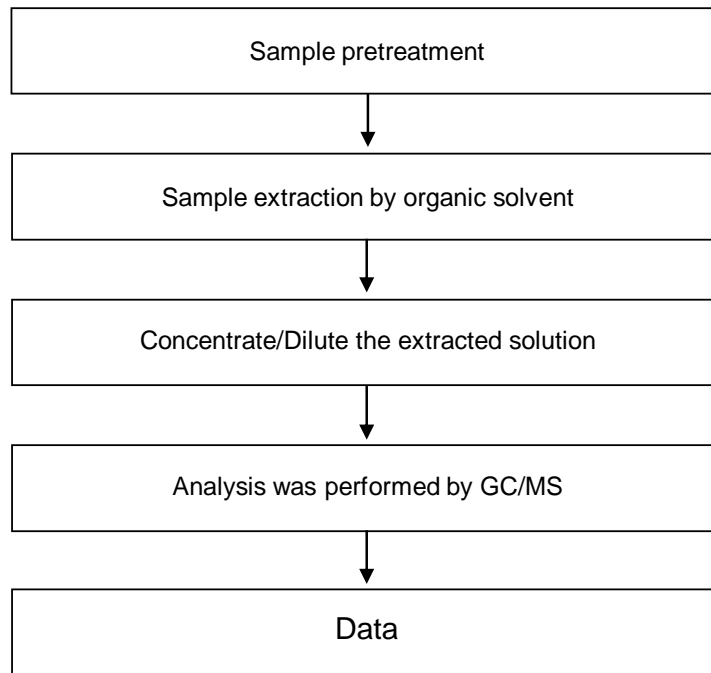 Sample pretreatment
Sample extraction by organic solvent
Concentrate/Dilute the extracted solution
Analysis was performed by GC/MS
Data